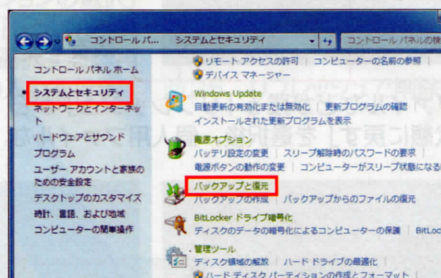 コントロール パ... システムとセキュリティ コントロール パネルの検
コントロール パネル ホーム
システムとセキュリティ
ネットワークとインターネット
ハードウェアとサウンド
プログラム
ユーザー アカウントと家族の
ための安全設定
デスクトップのカスタマイズ
時計、言語、および地域
コンピューターの簡単操作
リモート アクセスの許可 | コンピューターの名前の参照
デバイス マネージャー
Windows Update
自動更新の有効化または無効化 | 更新プログラムの確認
インストールされた更新プログラムを表示
電源オプション
バッテリ設定の変更 | スリープ解除時のパスワードの要求
電源ボタンの動作の変更 | コンピューターがスリープ状態になる
バックアップと復元
バックアップの作成 | バックアップからのファイルの復元
BitLocker ドライブ暗号化
ディスクのデータの暗号化によるコンピューターの保護 | BitLoc
管理ツール
ディスク領域の解放 | ハード ドライブの最適化
ハード ディスク パーティションの作成とフォーマット